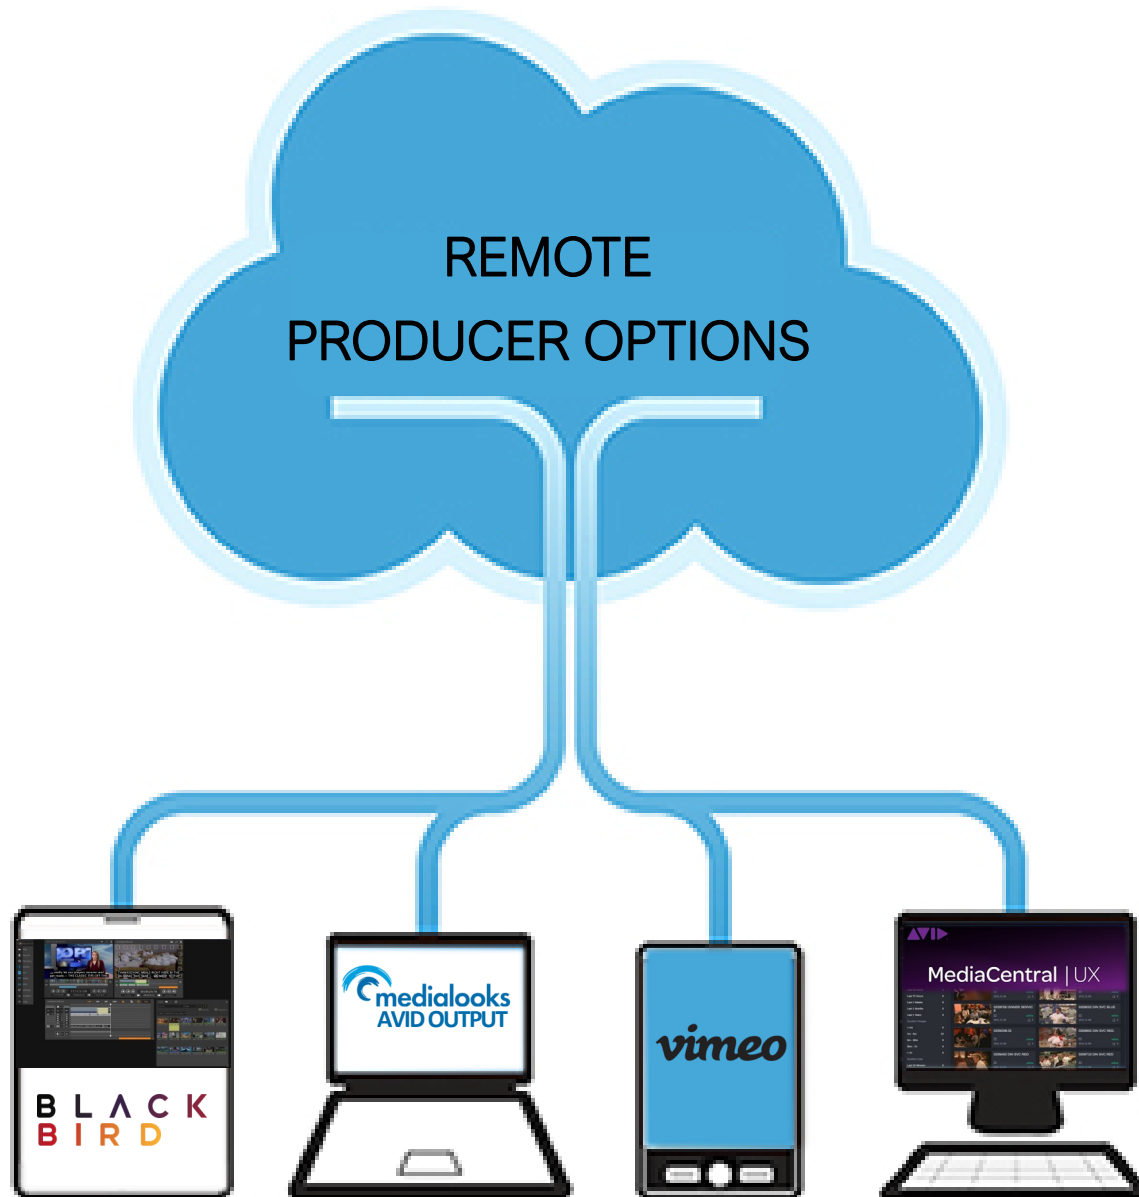 REMOTE
PRODUCER OPTIONS
BLACK
BIRD
medialooks
AVID OUTPUT
vimeo
AVID
MediaCentral | UX